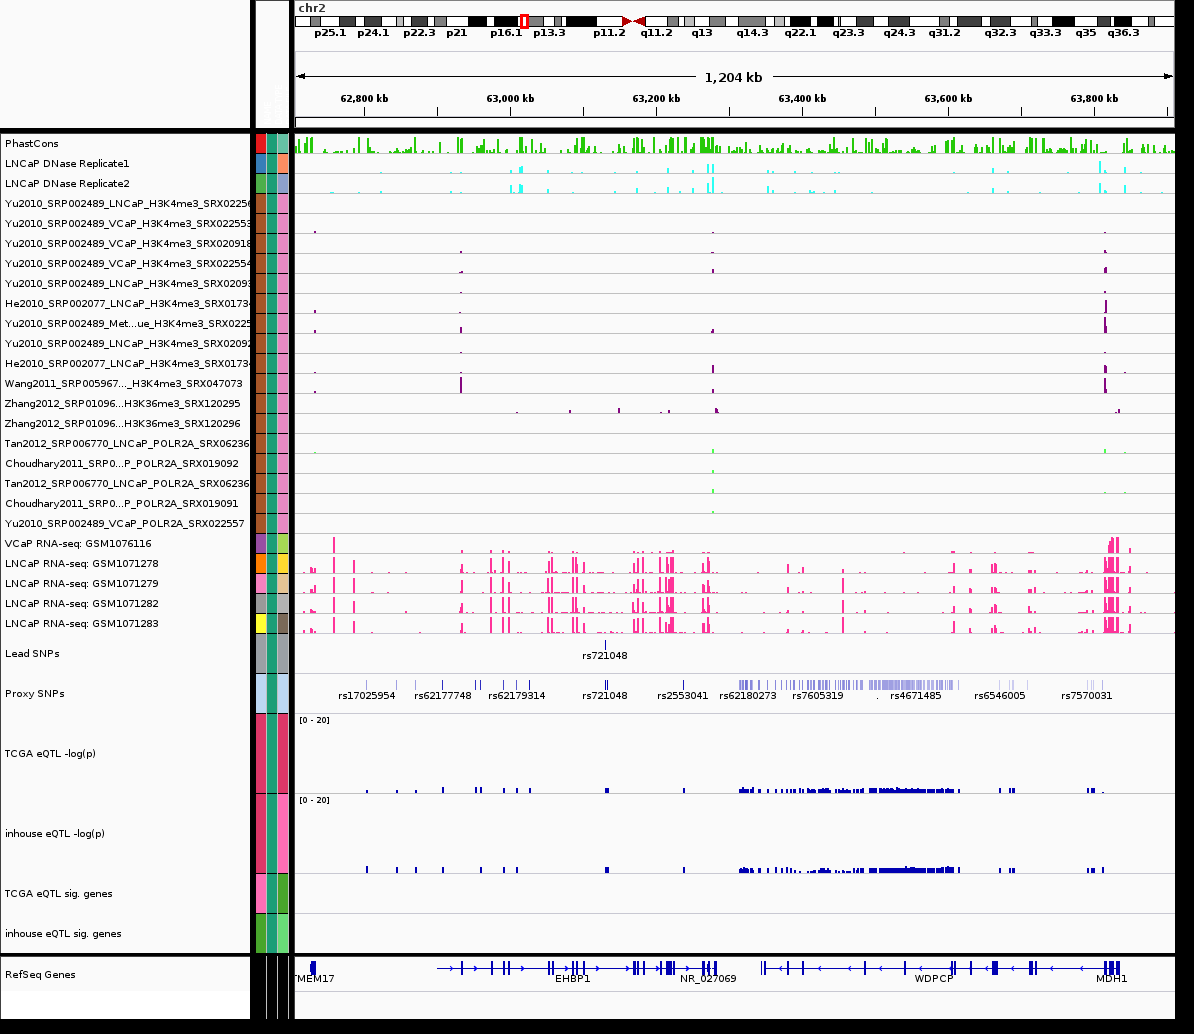 chr2
p25.1 p24.1 p22.3 p21 p16.1 p13.3 p11.2 q11.2 q13 q14.3 q22.1 q23.3 q24.3 q31.2 q32.3 q33.3 q35 q36.3
1,204 kb
62,800 kb 63,000 kb 63,200 kb 63,400 kb 63,600 kb 63,800 kb
PhastCons
LNCaP DNase Replicate1
LNCaP DNase Replicate2
Yu2010_SRP002489_LNCaP_H3K4me3_SRX0225
Yu2010_SRP002489_VCaP_H3K4me3_SRX022553
Yu2010_SRP002489_VCaP_H3K4me3_SRX020918
Yu2010_SRP002489_VCaP_H3K4me3_SRX022554
Yu2010_SRP002489_LNCaP_H3K4me3_SRX0209
He2010_SRP002077_LNCaP_H3K4me3_SRX0173
Yu2010_SRP002489_Met...ue_H3K4me3_SRX0225
Yu2010_SRP002489_LNCaP_H3K4me3_SRX0209
He2010_SRP002077_LNCaP_H3K4me3_SRX0173
Wang2011_SRP005967..._H3K4me3_SRX047073
Zhang2012_SRP01096...H3K36me3_SRX120295
Zhang2012_SRP01096...H3K36me3_SRX120296
Tan2012_SRP006770_LNCaP_POLR2A_SRX06236
Choudhary2011_SRP0...P_POLR2A_SRX019092
Tan2012_SRP006770_LNCaP_POLR2A_SRX06236
Choudhary2011_SRP0...P_POLR2A_SRX019091
Yu2010_SRP002489_VCaP_POLR2A_SRX022557
VCaP RNA-seq: GSM1076116
LNCaP RNA-seq: GSM1071278
LNCaP RNA-seq: GSM1071279
LNCaP RNA-seq: GSM1071282
LNCaP RNA-seq: GSM1071283
Lead SNPs
rs721048
Proxy SNPs
rs17025954 rs62177748 rs62179314 rs721048 rs2553041 rs62180273 rs7605319 . rs4671485 rs6546005 rs7570031
[0 - 20]
TCGA eQTL -log(p)
[0 - 20]
inhouse eQTL -log(p)
TCGA eQTL sig. genes
inhouse eQTL sig. genes
RefSeq Genes
TMEM17 EHBP1 NR_027069 WDPCP MDH1